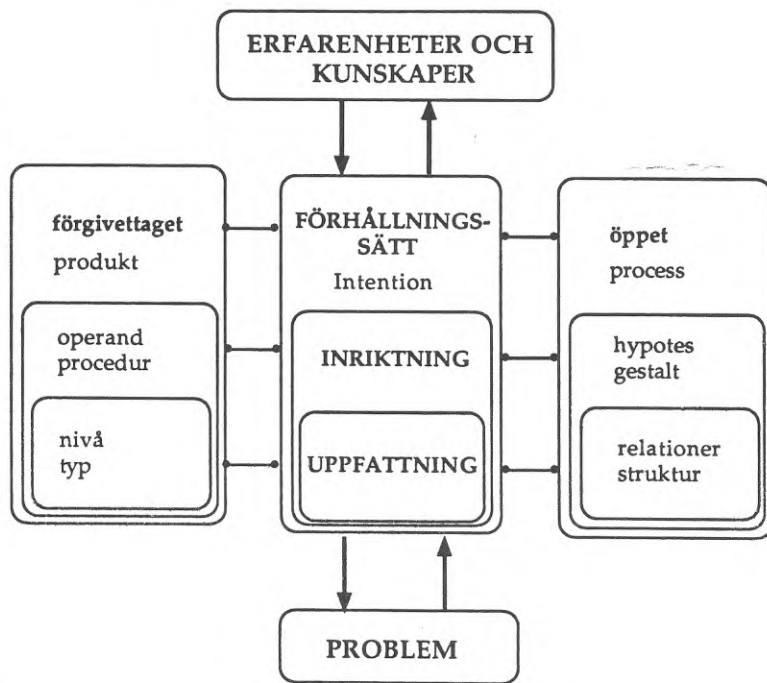 ERFARENHETER OCH
KUNSKAPER
förgivettaget
produkt
operand
procedur
nivå
typ
FÖRHÅLLNINGS-
SÄTT
Intention
INRIKTNING
UPPFATTNING
öppet
process
hypotes
gestalt
relationer
struktur
PROBLEM